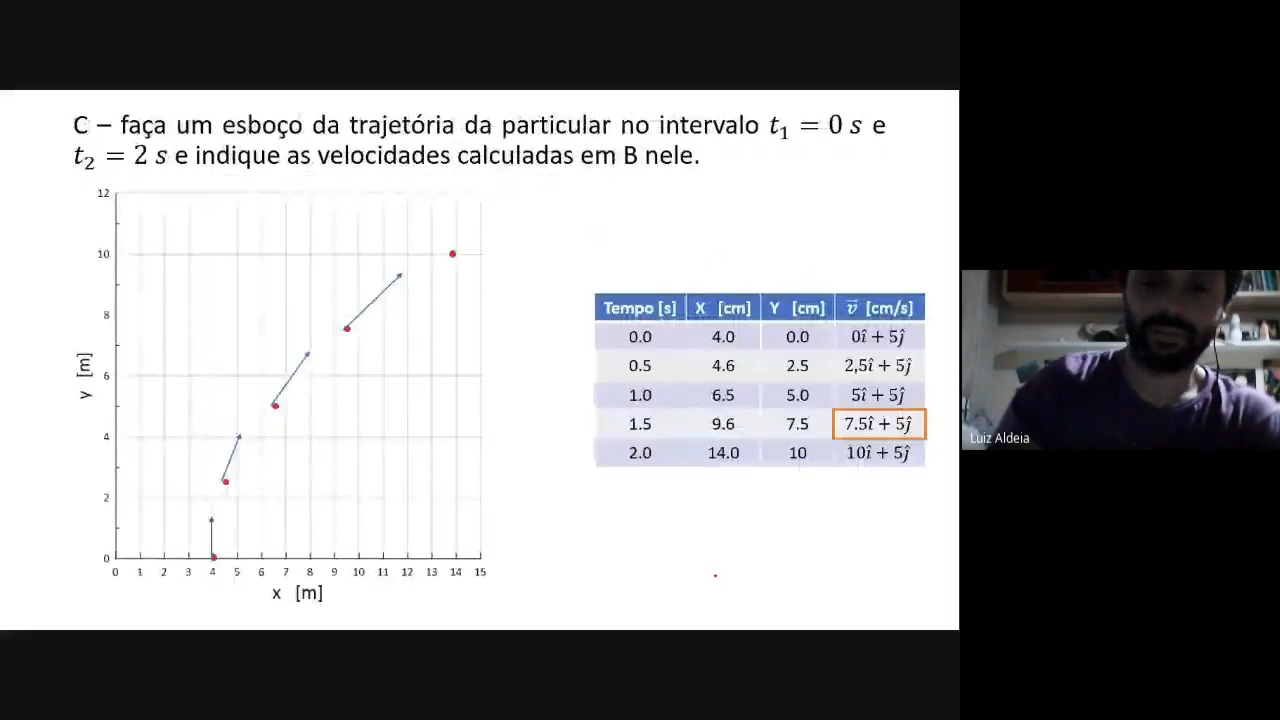 C – faça um esboço da trajetória da particular no intervalo t₁ = 0 s e
t₂ = 2 s e indique as velocidades calculadas em B nele.
12
10
8
6
4
2
0
y [m]
0 1 2 3 4 5 6 7 8 9 10 11 12 13 14 15
x [m]
Tempo [s] X [cm] Y [cm] v⃗ [cm/s]
0.0 4.0 0.0 0î + 5ĵ
0.5 4.6 2.5 2,5î + 5ĵ
1.0 6.5 5.0 5î + 5ĵ
1.5 9.6 7.5 7.5î + 5ĵ
2.0 14.0 10 10î + 5ĵ
Luiz Aldeia